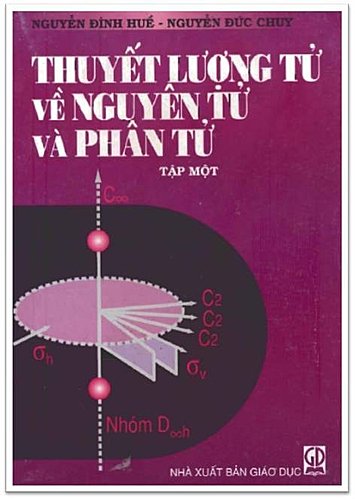 NGUYỄN ĐÌNH HUỀ - NGUYỄN ĐỨC CHUY
THUYẾT LƯỢNG TỬ
VỀ NGUYÊN TỬ
VÀ PHÂN TỬ
TẬP MỘT
C∞
C2
C2
C2
σh
σv
Nhóm D∞h
NHÀ XUẤT BẢN GIÁO DỤC
GD